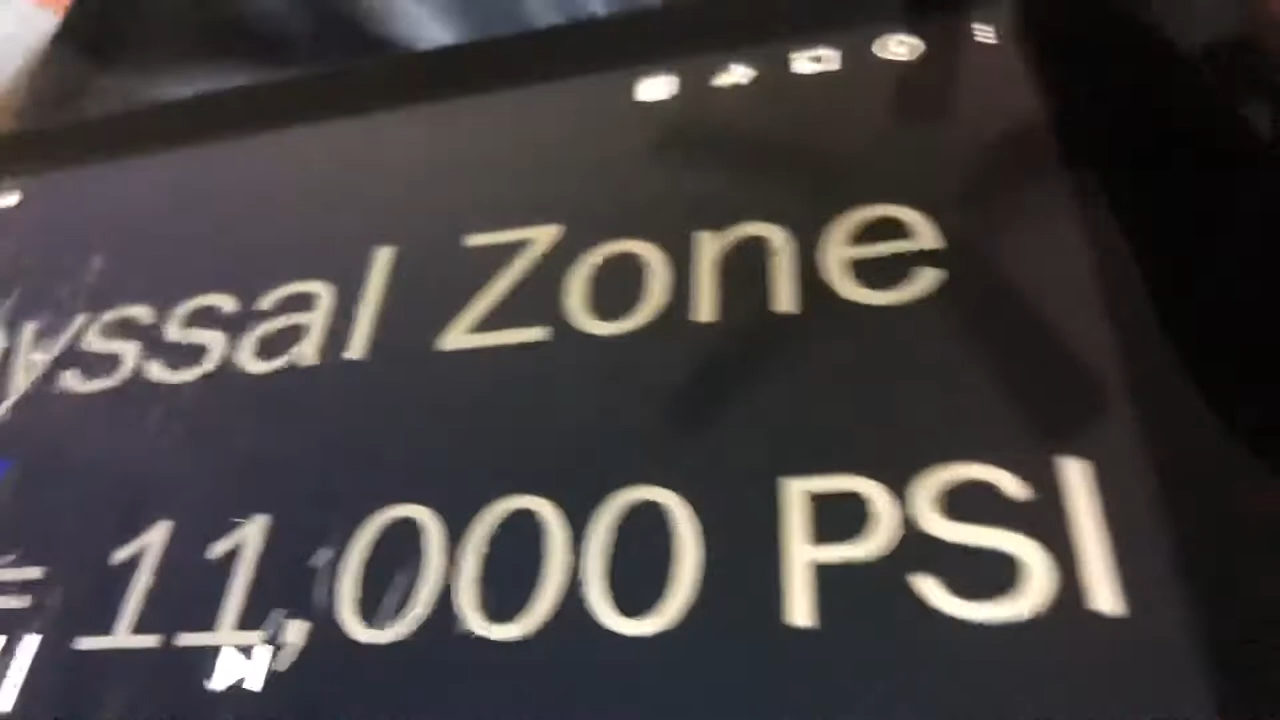 yssal Zone
= 11,000 PSI